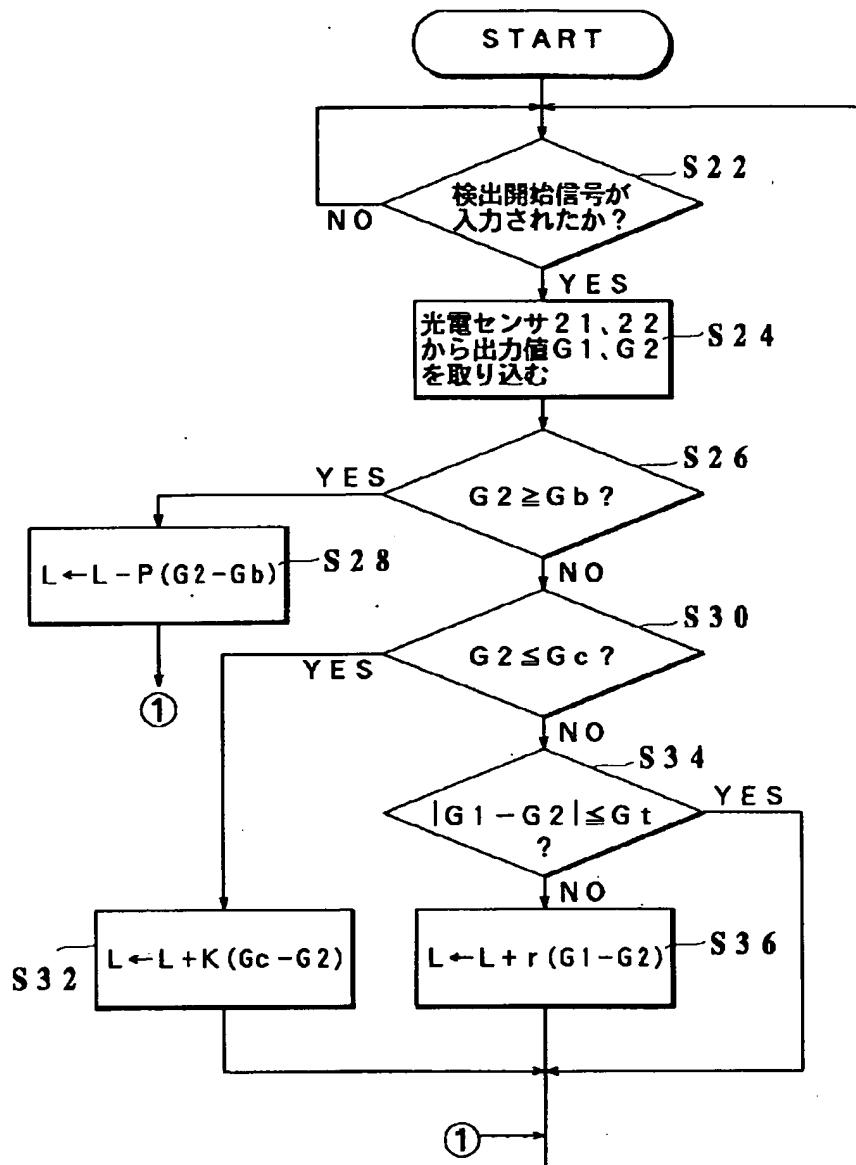 START
S22
検出開始信号が
入力されたか?
NO
YES
光電センサ21、22
から出力値G1、G2
を取り込む
S24
S26
YES
G2≧Gb?
L←L-P(G2-Gb)
S28
NO
S30
G2≦Gc?
YES
①
NO
S34
YES
|G1-G2|≦Gt
?
NO
L←L+K(Gc-G2)
S32
L←L+r(G1-G2)
S36
①